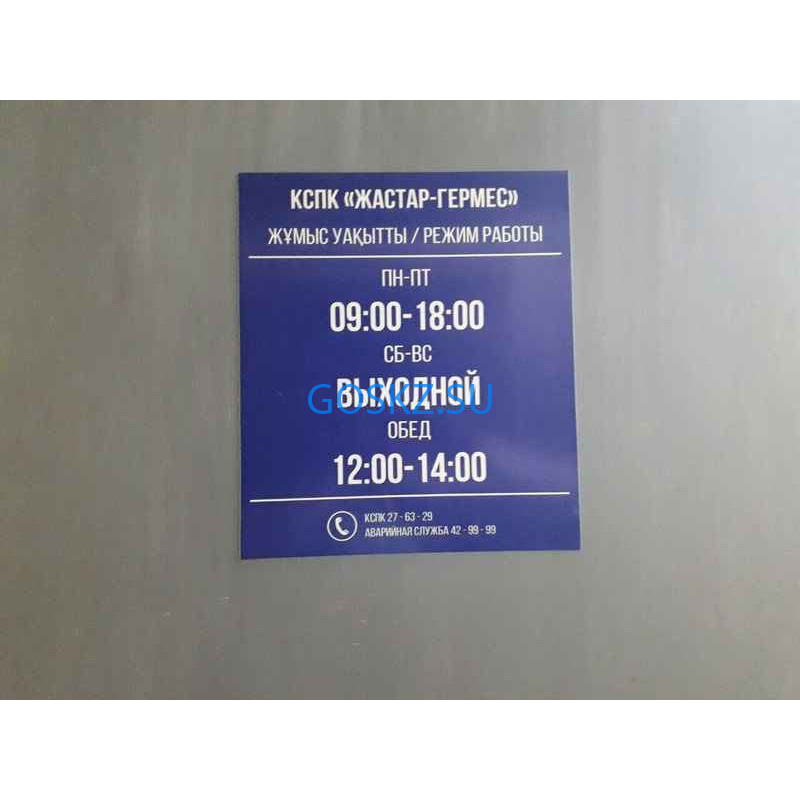 КСПК «ЖАСТАР-ГЕРМЕС»
ЖҰМЫС УАҚЫТТЫ / РЕЖИМ РАБОТЫ
ПН-ПТ
09:00-18:00
СБ-ВС
ВЫХОДНОЙ
GOSKZ.SU
ОБЕД
12:00-14:00
КСПК 27 - 63 - 29
АВАРИЙНАЯ СЛУЖБА 42 - 99 - 99